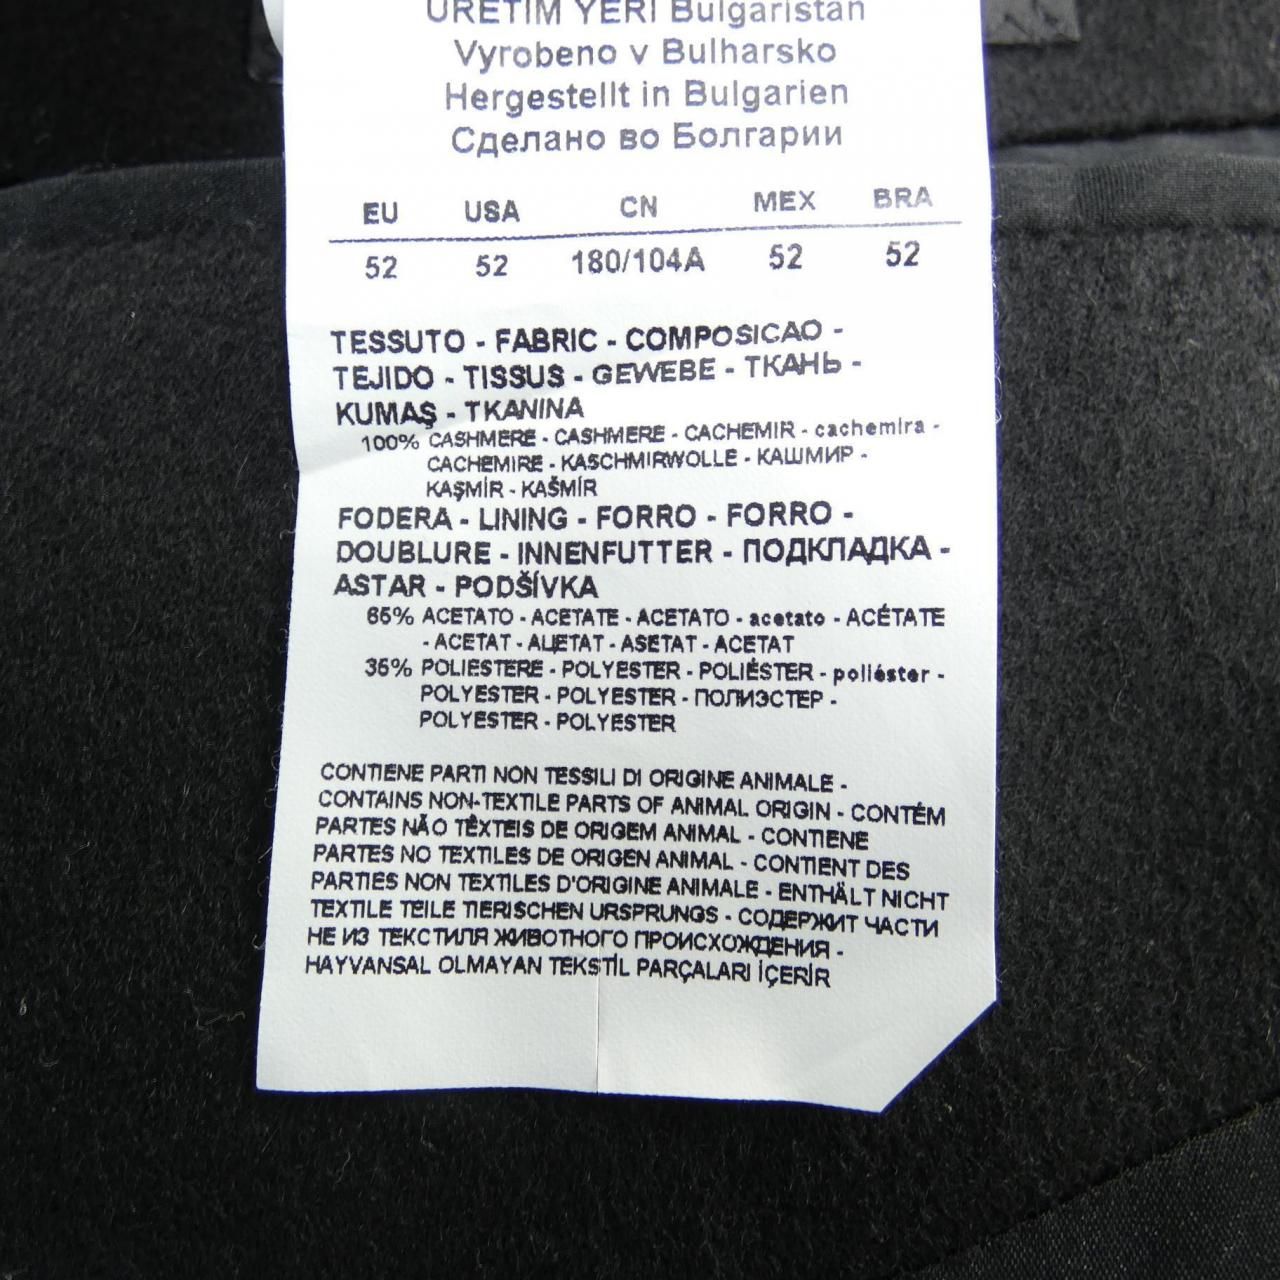 ÜRETİM YERİ Bulgaristan
Vyrobeno v Bulharsko
Hergestellt in Bulgarien
Сделано во Болгарии
EU USA CN MEX BRA
52 52 180/104A 52 52
TESSUTO - FABRIC - COMPOSICAO -
TEJIDO - TISSUS - GEWEBE - ТКАНЬ -
KUMAŞ - TKANINA
100% CASHMERE - CASHMERE - CACHEMIR - cachemira -
CACHEMIRE - KASCHMIRWOLLE - КАШМИР -
KAŞMİR - KAŠMÍR
FODERA - LINING - FORRO - FORRO -
DOUBLURE - INNENFUTTER - ПОДКЛАДКА -
ASTAR - PODŠÍVKA
65% ACETATO - ACETATE - ACETATO - acetato - ACÉTATE
- ACETAT - АЦЕТАТ - ASETAT - ACETAT
35% POLIESTERE - POLYESTER - POLIÉSTER - poliéster -
POLYESTER - POLYESTER - ПОЛИЭСТЕР -
POLYESTER - POLYESTER
CONTIENE PARTI NON TESSILI DI ORIGINE ANIMALE -
CONTAINS NON-TEXTILE PARTS OF ANIMAL ORIGIN - CONTÉM
PARTES NÃO TÊXTEIS DE ORIGEM ANIMAL - CONTIENE
PARTES NO TEXTILES DE ORIGEN ANIMAL - CONTIENT DES
PARTIES NON TEXTILES D'ORIGINE ANIMALE - ENTHÄLT NICHT
TEXTILE TEILE TIERISCHEN URSPRUNGS - СОДЕРЖИТ ЧАСТИ
НЕ ИЗ ТЕКСТИЛЯ ЖИВОТНОГО ПРОИСХОЖДЕНИЯ -
HAYVANSAL OLMAYAN TEKSTİL PARÇALARI İÇERİR